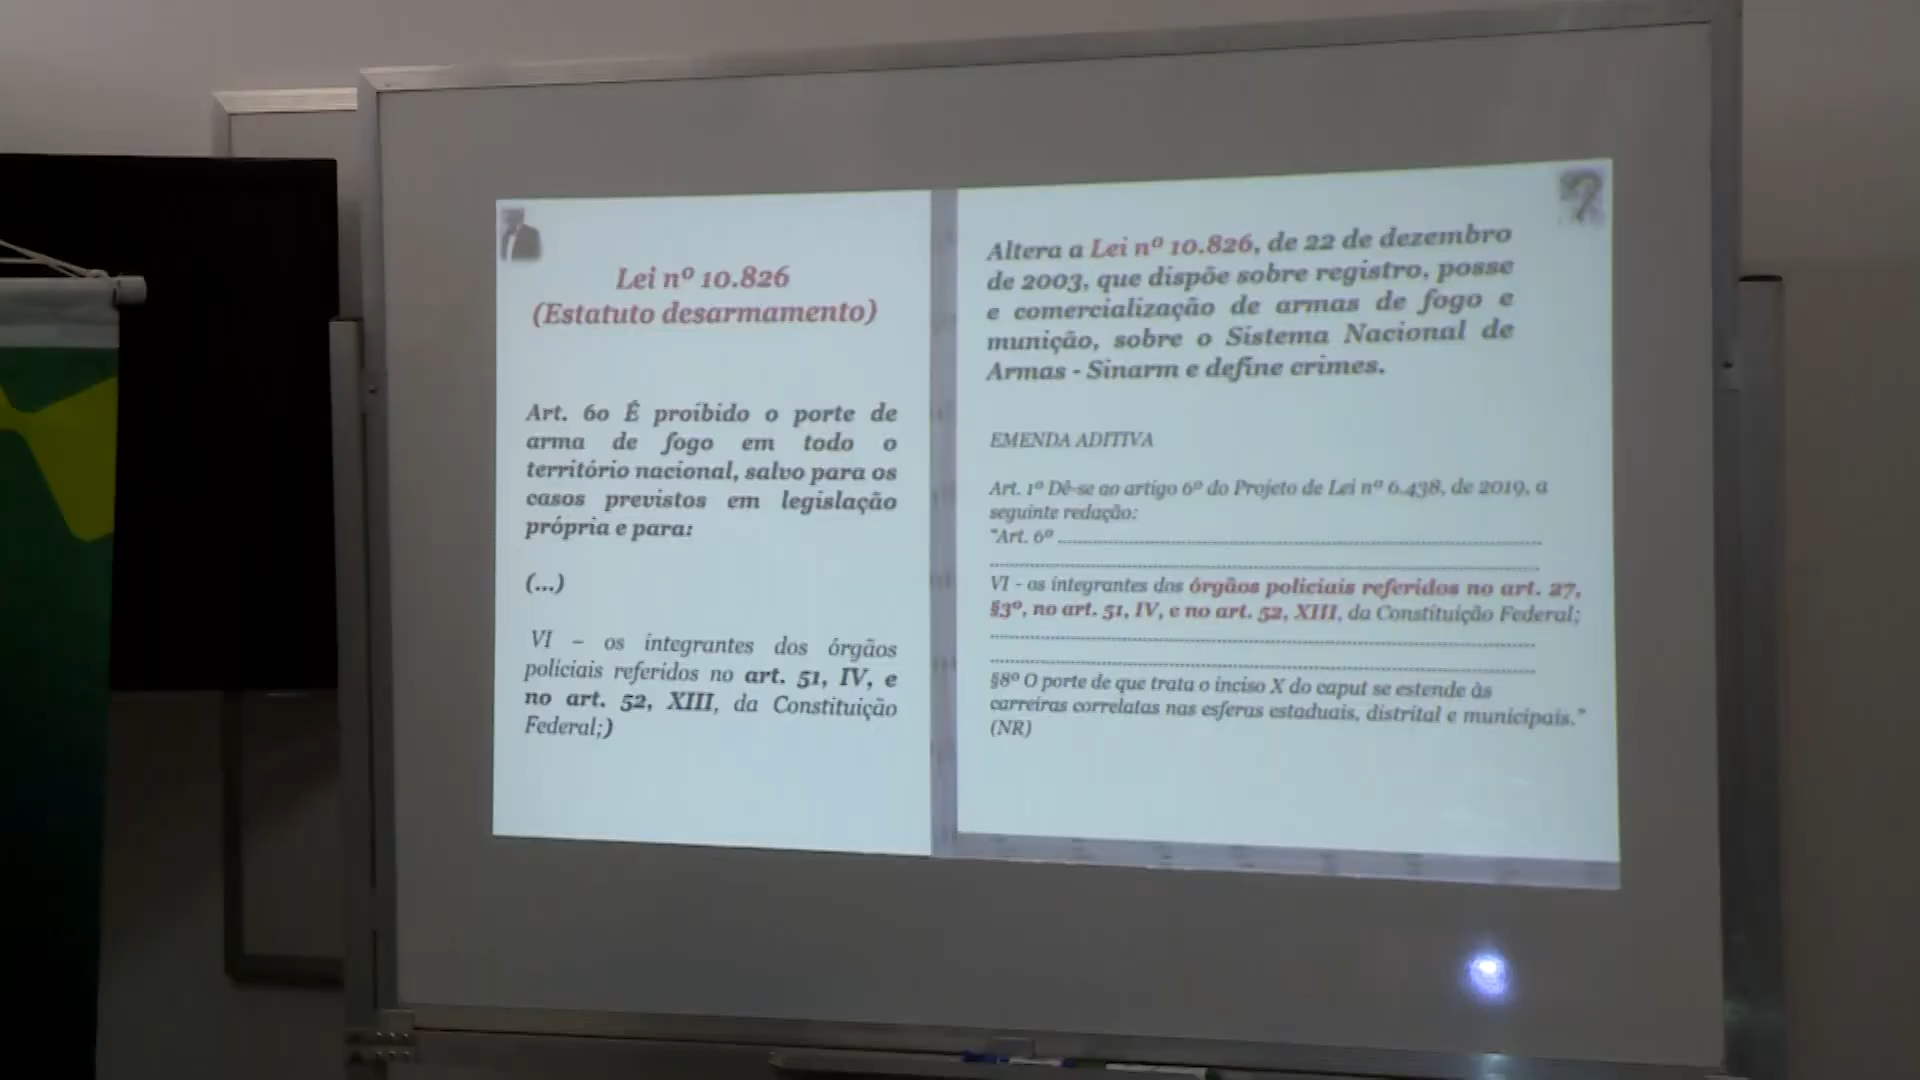 Lei nº 10.826
(Estatuto desarmamento)
Art. 6o É proibido o porte de
arma de fogo em todo o
território nacional, salvo para os
casos previstos em legislação
própria e para:
(...)
VI – os integrantes dos órgãos
policiais referidos no art. 51, IV, e
no art. 52, XIII, da Constituição
Federal;)
Altera a Lei nº 10.826, de 22 de dezembro
de 2003, que dispõe sobre registro, posse
e comercialização de armas de fogo e
munição, sobre o Sistema Nacional de
Armas - Sinarm e define crimes.
EMENDA ADITIVA
Art. 1º Dê-se ao artigo 6º do Projeto de Lei nº 6.438, de 2019, a
seguinte redação:
“Art. 6º
VI - os integrantes dos órgãos policiais referidos no art. 27,
§3º, no art. 51, IV, e no art. 52, XIII, da Constituição Federal;
§8º O porte de que trata o inciso X do caput se estende às
carreiras correlatas nas esferas estaduais, distrital e municipais.”
(NR)